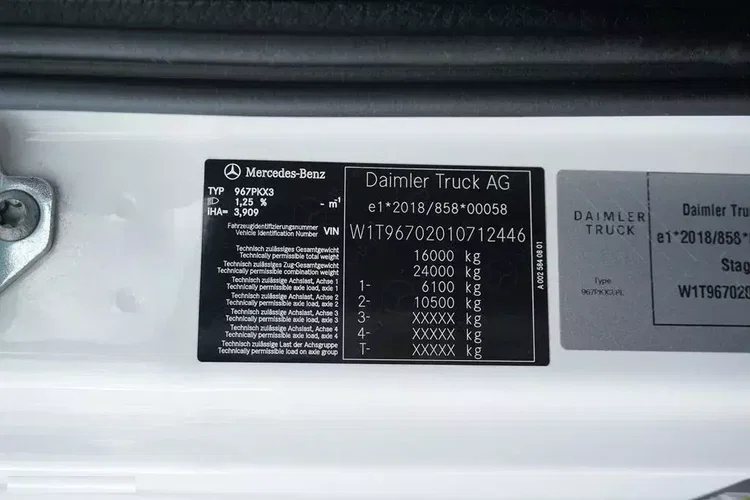 Mercedes-Benz
TYP 967PKX3
1,25 % - m⁻¹
iHA= 3,909
Fahrzeugidentifizierungsnummer
Vehicle Identification Number VIN
Technisch zulässiges Gesamtgewicht
Technically permissible total weight
Technisch zulässiges Zug-Gesamtgewicht
Technically permissible combination weight
Technisch zulässige Achslast, Achse 1
Technically permissible axle load, axle 1
Technisch zulässige Achslast, Achse 2
Technically permissible axle load, axle 2
Technisch zulässige Achslast, Achse 3
Technically permissible axle load, axle 3
Technisch zulässige Achslast, Achse 4
Technically permissible axle load, axle 4
Technisch zulässige Last der Achsgruppe
Technically permissible load on axle group
Daimler Truck AG
e1*2018/858*00058
W1T96702010712446
16000 kg
24000 kg
1- 6100 kg
2- 10500 kg
3- XXXXX kg
4- XXXXX kg
T- XXXXX kg
A 002 584 08 01
DAIMLER
TRUCK
Type:
967PKX3.PL
Daimler Truc
e1*2018/858*
Stag
W1T967020